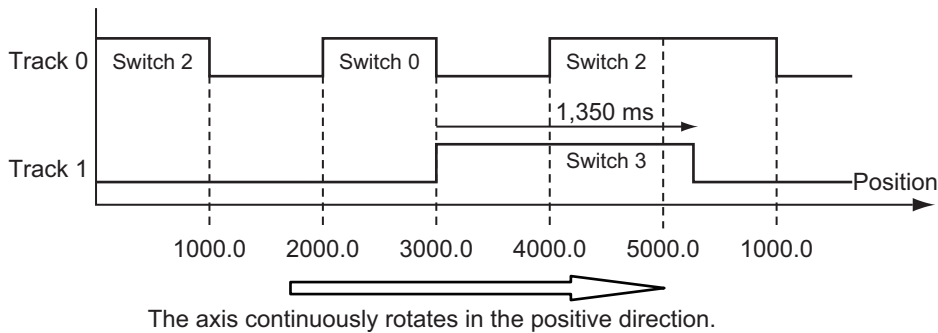 Track 0
Switch 2
Switch 0
Switch 2
1,350 ms
Track 1
Switch 3
Position
1000.0 2000.0 3000.0 4000.0 5000.0 1000.0
The axis continuously rotates in the positive direction.